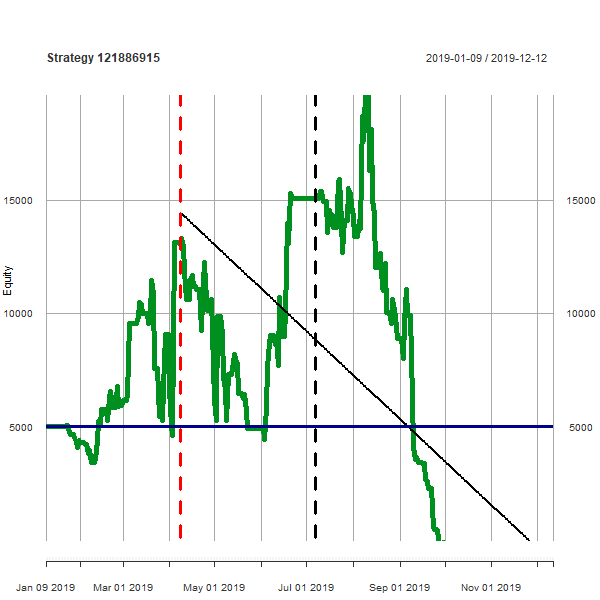 Strategy 121886915
2019-01-09 / 2019-12-12
15000
15000
Equity
10000
10000
5000
5000
Jan 09 2019
Mar 01 2019
May 01 2019
Jul 01 2019
Sep 01 2019
Nov 01 2019